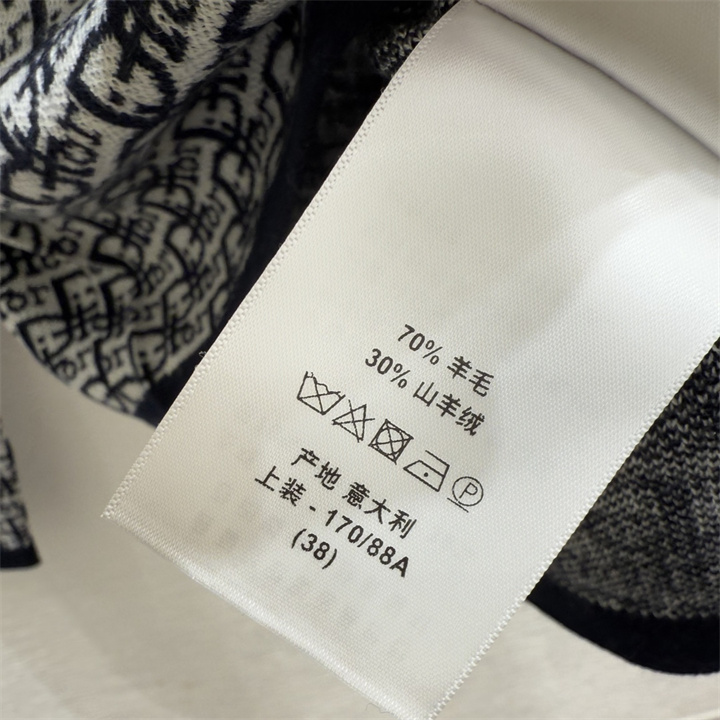 70% 羊毛
30% 山羊绒
P
产地 意大利
上装 - 170/88A
(38)